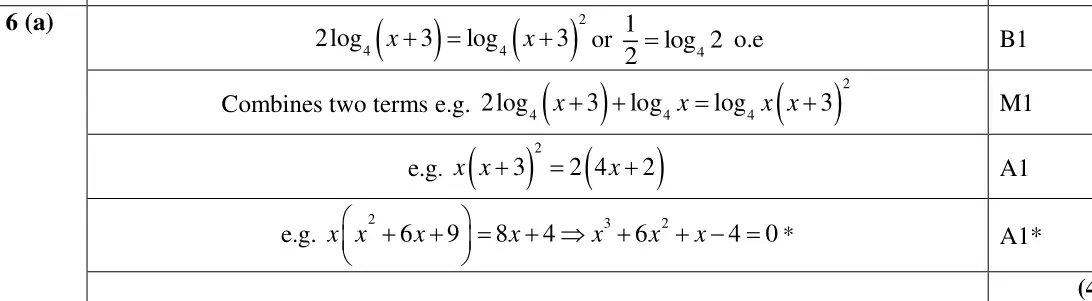 6 (a) 2log₄(x+3) = log₄(x+3)² or 1/2 = log₄ 2 o.e B1
Combines two terms e.g. 2log₄(x+3) + log₄ x = log₄ x(x+3)² M1
e.g. x(x+3)² = 2(4x+2) A1
e.g. x(x²+6x+9) = 8x+4 ⇒ x³+6x²+x−4 = 0 * A1*
(4